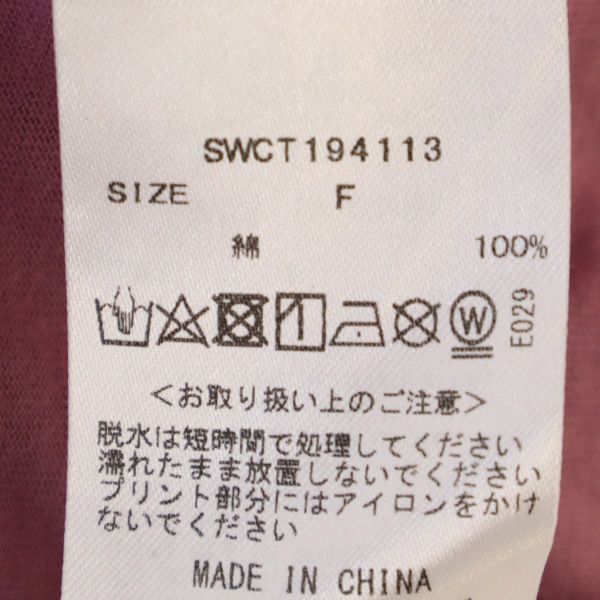 SWCT194113
SIZE F
綿 100%
W
E029
<お取り扱い上のご注意>
脱水は短時間で処理してください
濡れたまま放置しないでください
プリント部分にはアイロンをかけ
ないでください
MADE IN CHINA